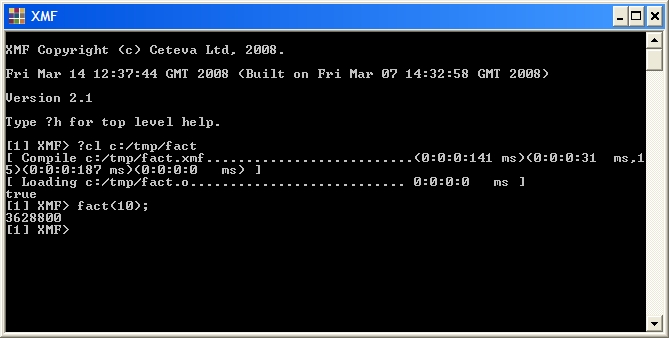 XMF
XMF Copyright (c) Ceteva Ltd, 2008.
Fri Mar 14 12:37:44 GMT 2008 (Built on Fri Mar 07 14:32:58 GMT 2008)
Version 2.1
Type ?h for top level help.
[1] XMF> ?cl c:/tmp/fact
[ Compile c:/tmp/fact.xmf..........................(0:0:0:141 ms)(0:0:0:31  ms,1
5)(0:0:0:187 ms)(0:0:0:0   ms) ]
[ Loading c:/tmp/fact.o........................... 0:0:0:0   ms ]
true
[1] XMF> fact(10);
3628800
[1] XMF>